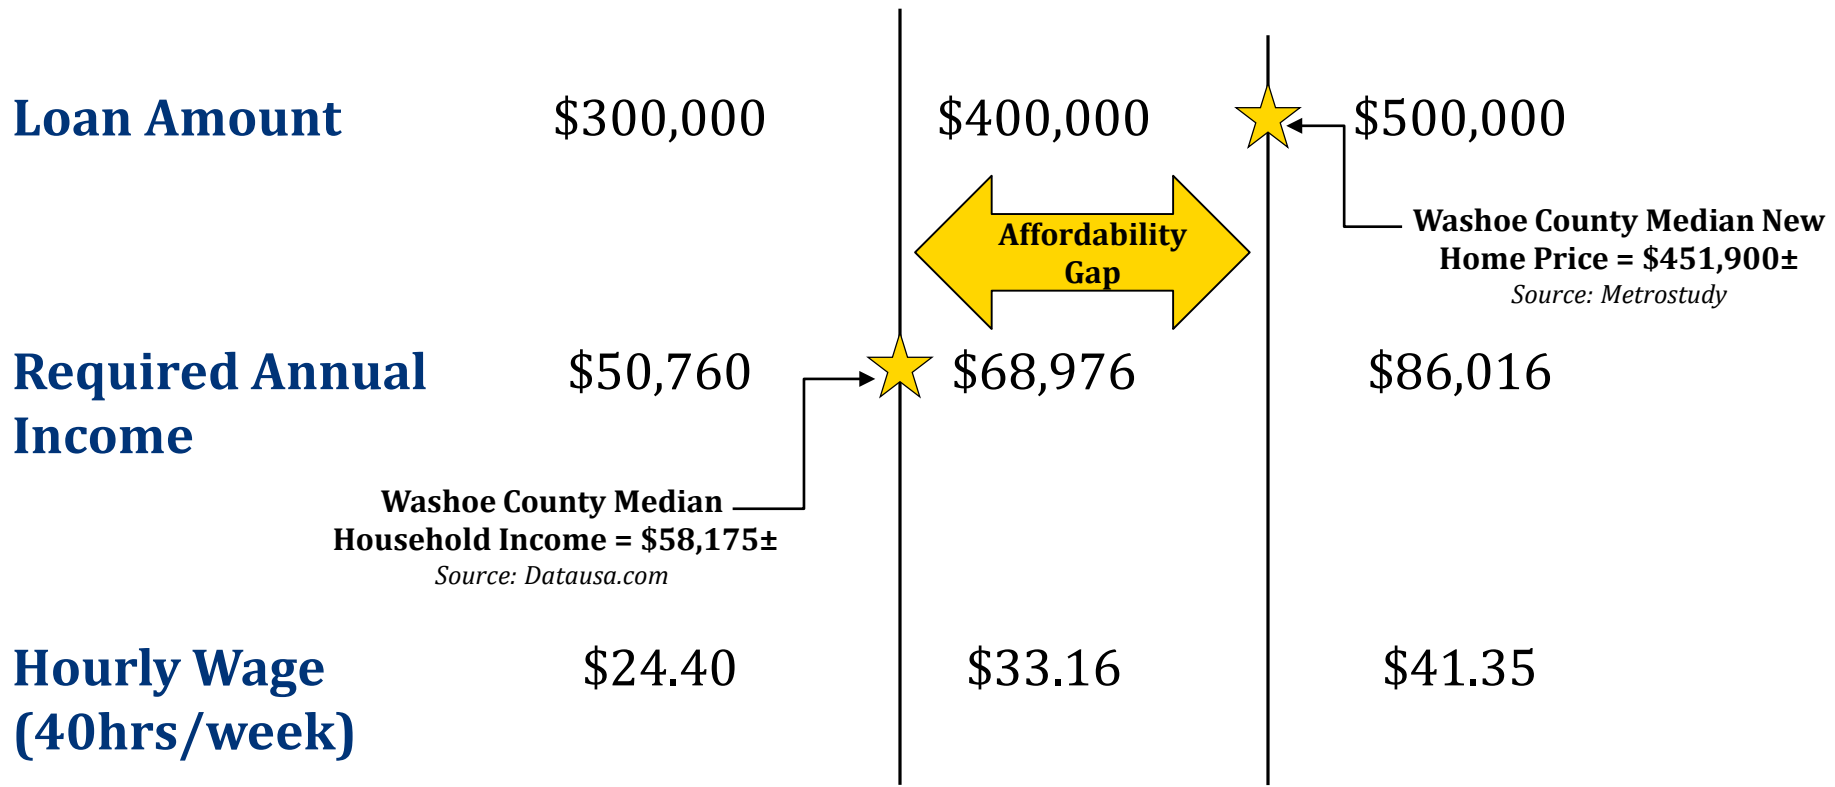 Loan Amount $300,000 $400,000 $500,000
Affordability
Gap
Washoe County Median New
Home Price = $451,900±
Source: Metrostudy
Required Annual $50,760 $68,976 $86,016
Income
Washoe County Median
Household Income = $58,175±
Source: Datausa.com
Hourly Wage $24.40 $33.16 $41.35
(40hrs/week)